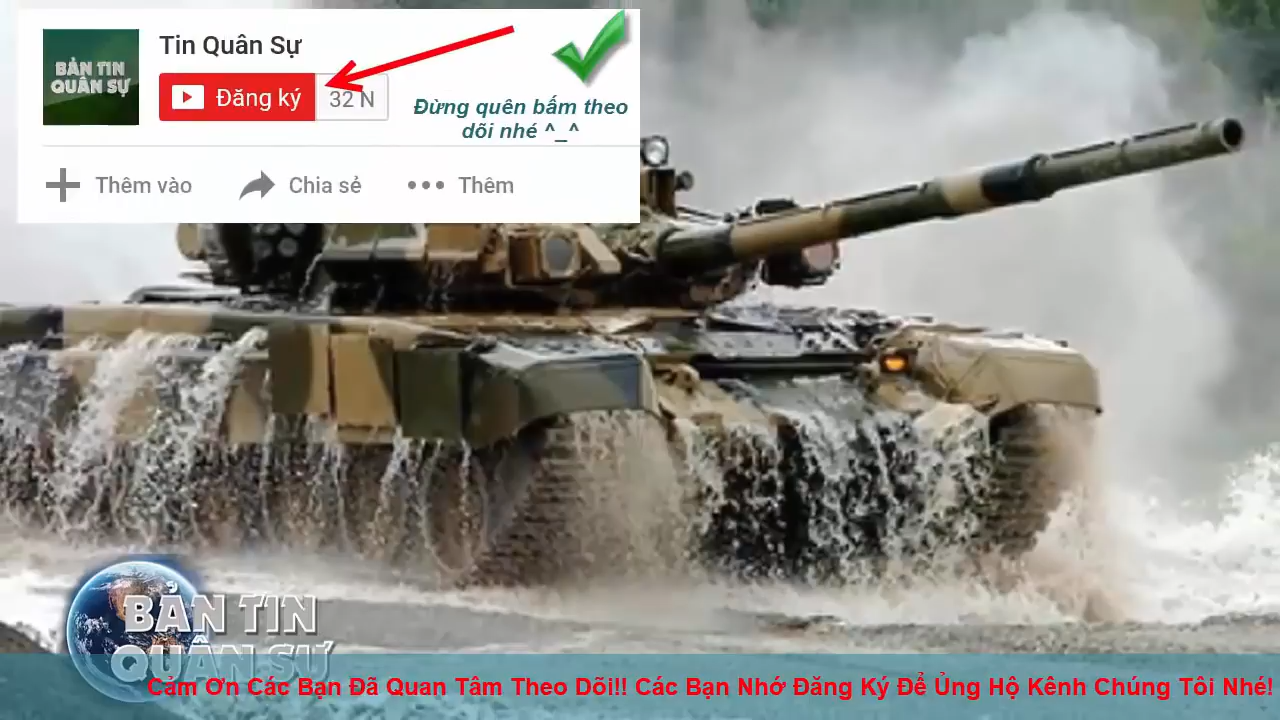 Tin Quân Sự
BẢN TIN
QUÂN SỰ
Đăng ký
32 N
Đừng quên bấm theo
dõi nhé ^_^
Thêm vào
Chia sẻ
Thêm
BẢN TIN
QUÂN SỰ
Cảm Ơn Các Bạn Đã Quan Tâm Theo Dõi!! Các Bạn Nhớ Đăng Ký Để Ủng Hộ Kênh Chúng Tôi Nhé!